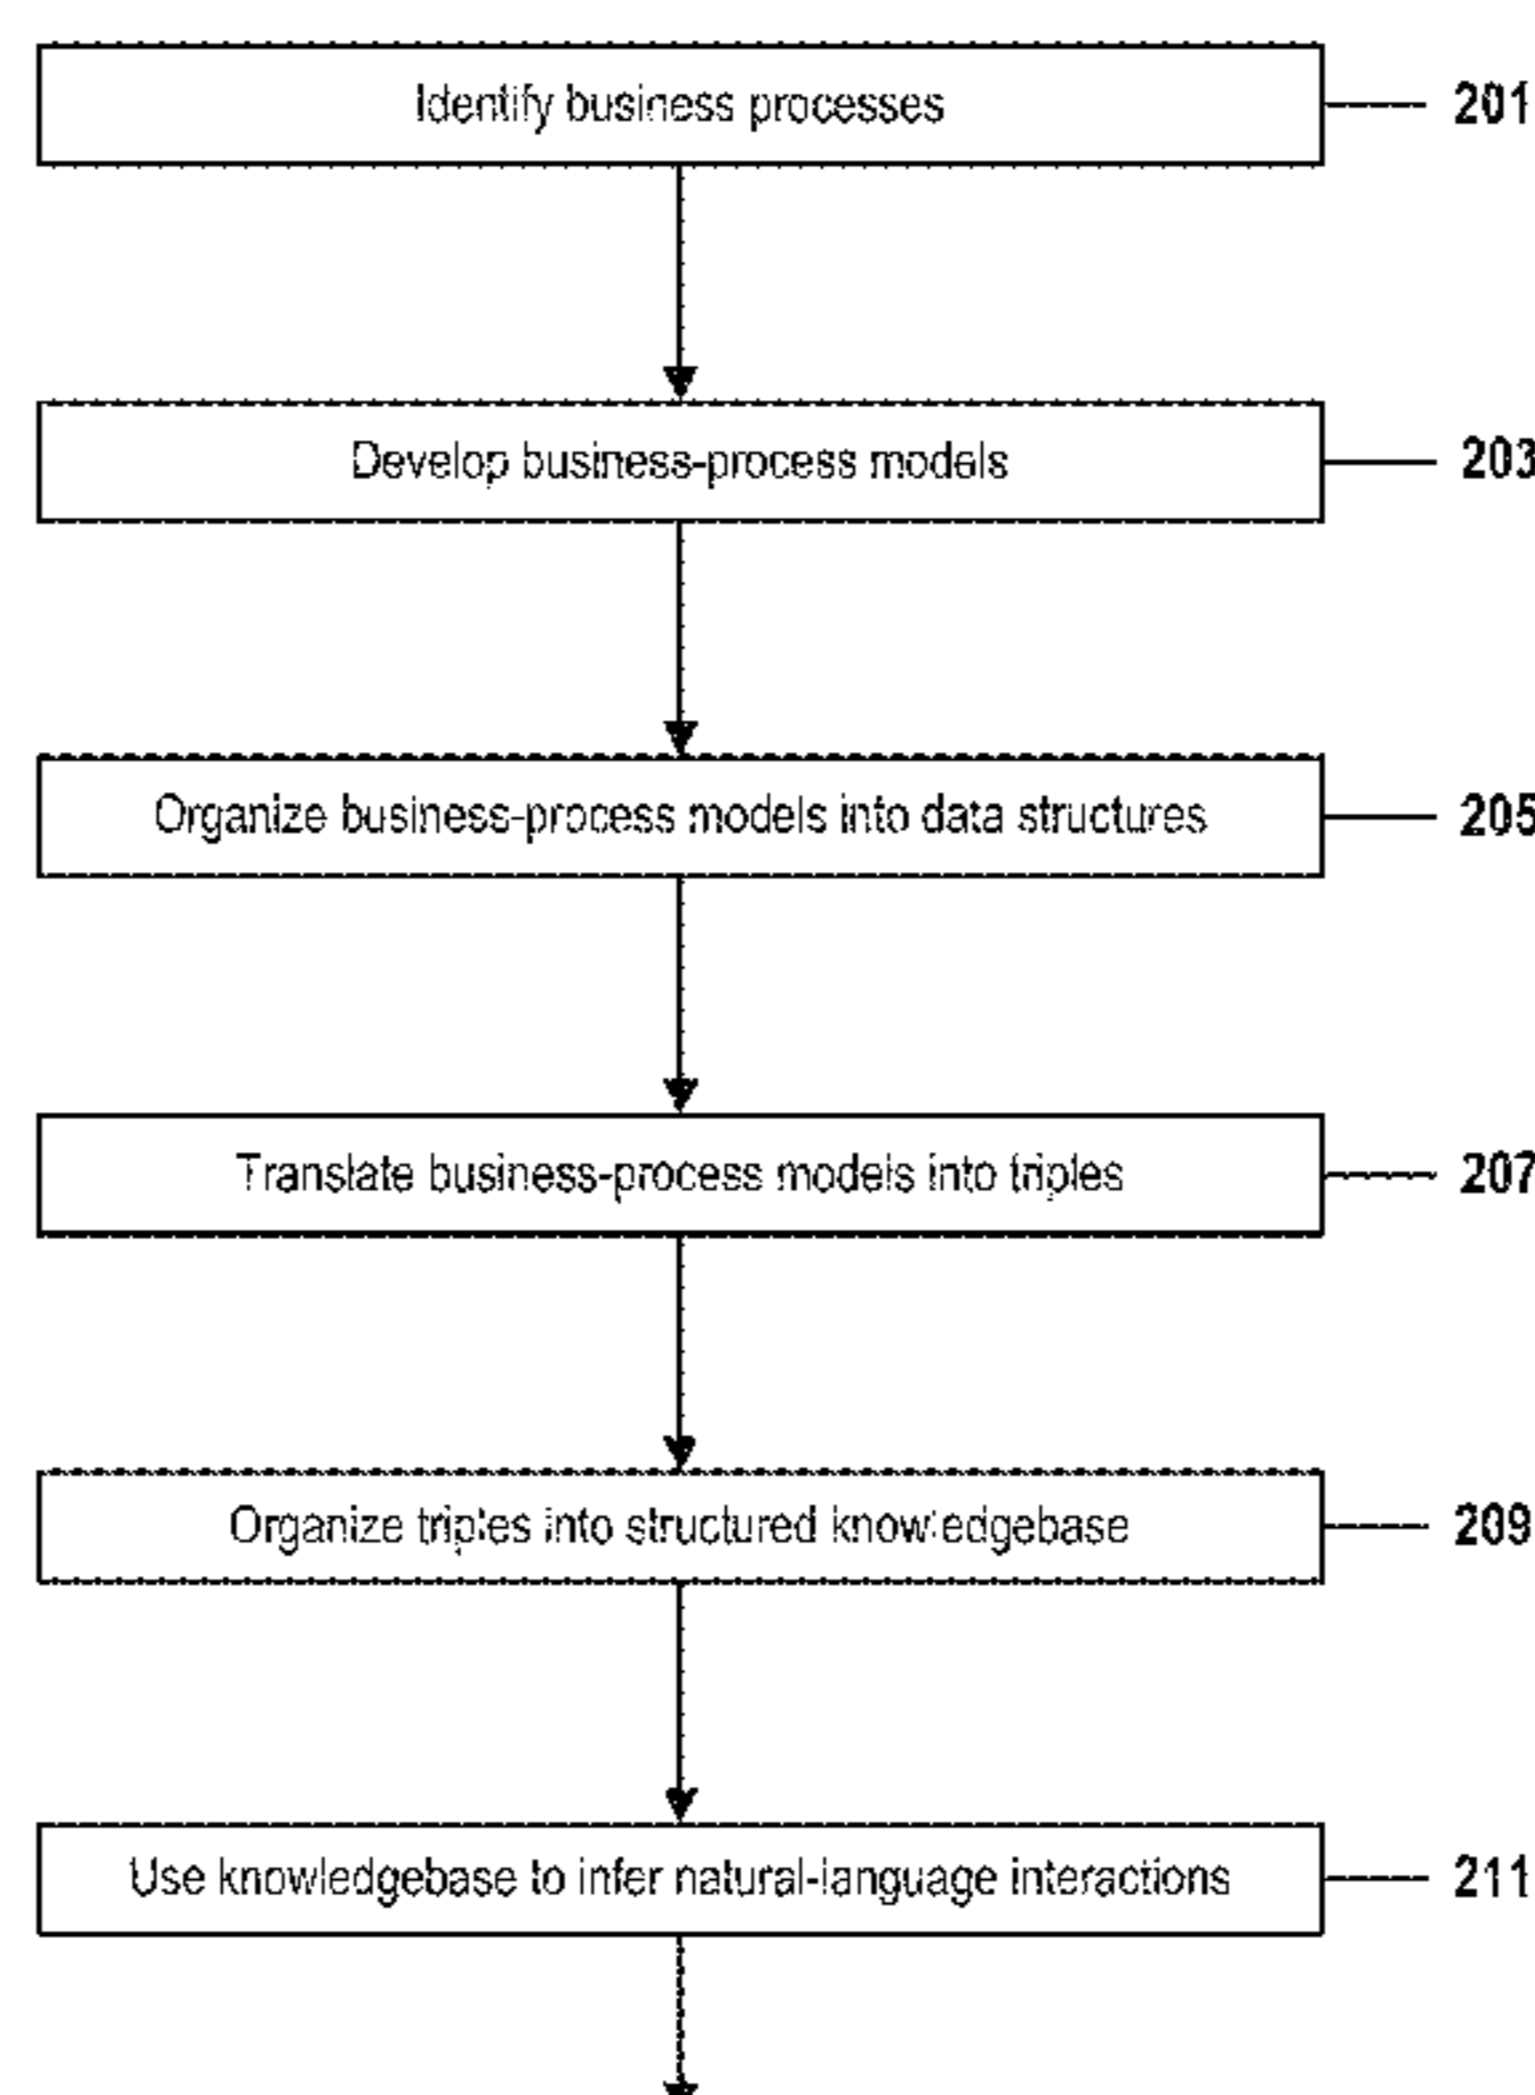 Identify business processes 201
Develop business-process models 203
Organize business-process models into data structures 205
Translate business-process models into triples 207
Organize triples into structured knowledgebase 209
Use knowledgebase to infer natural-language interactions 211